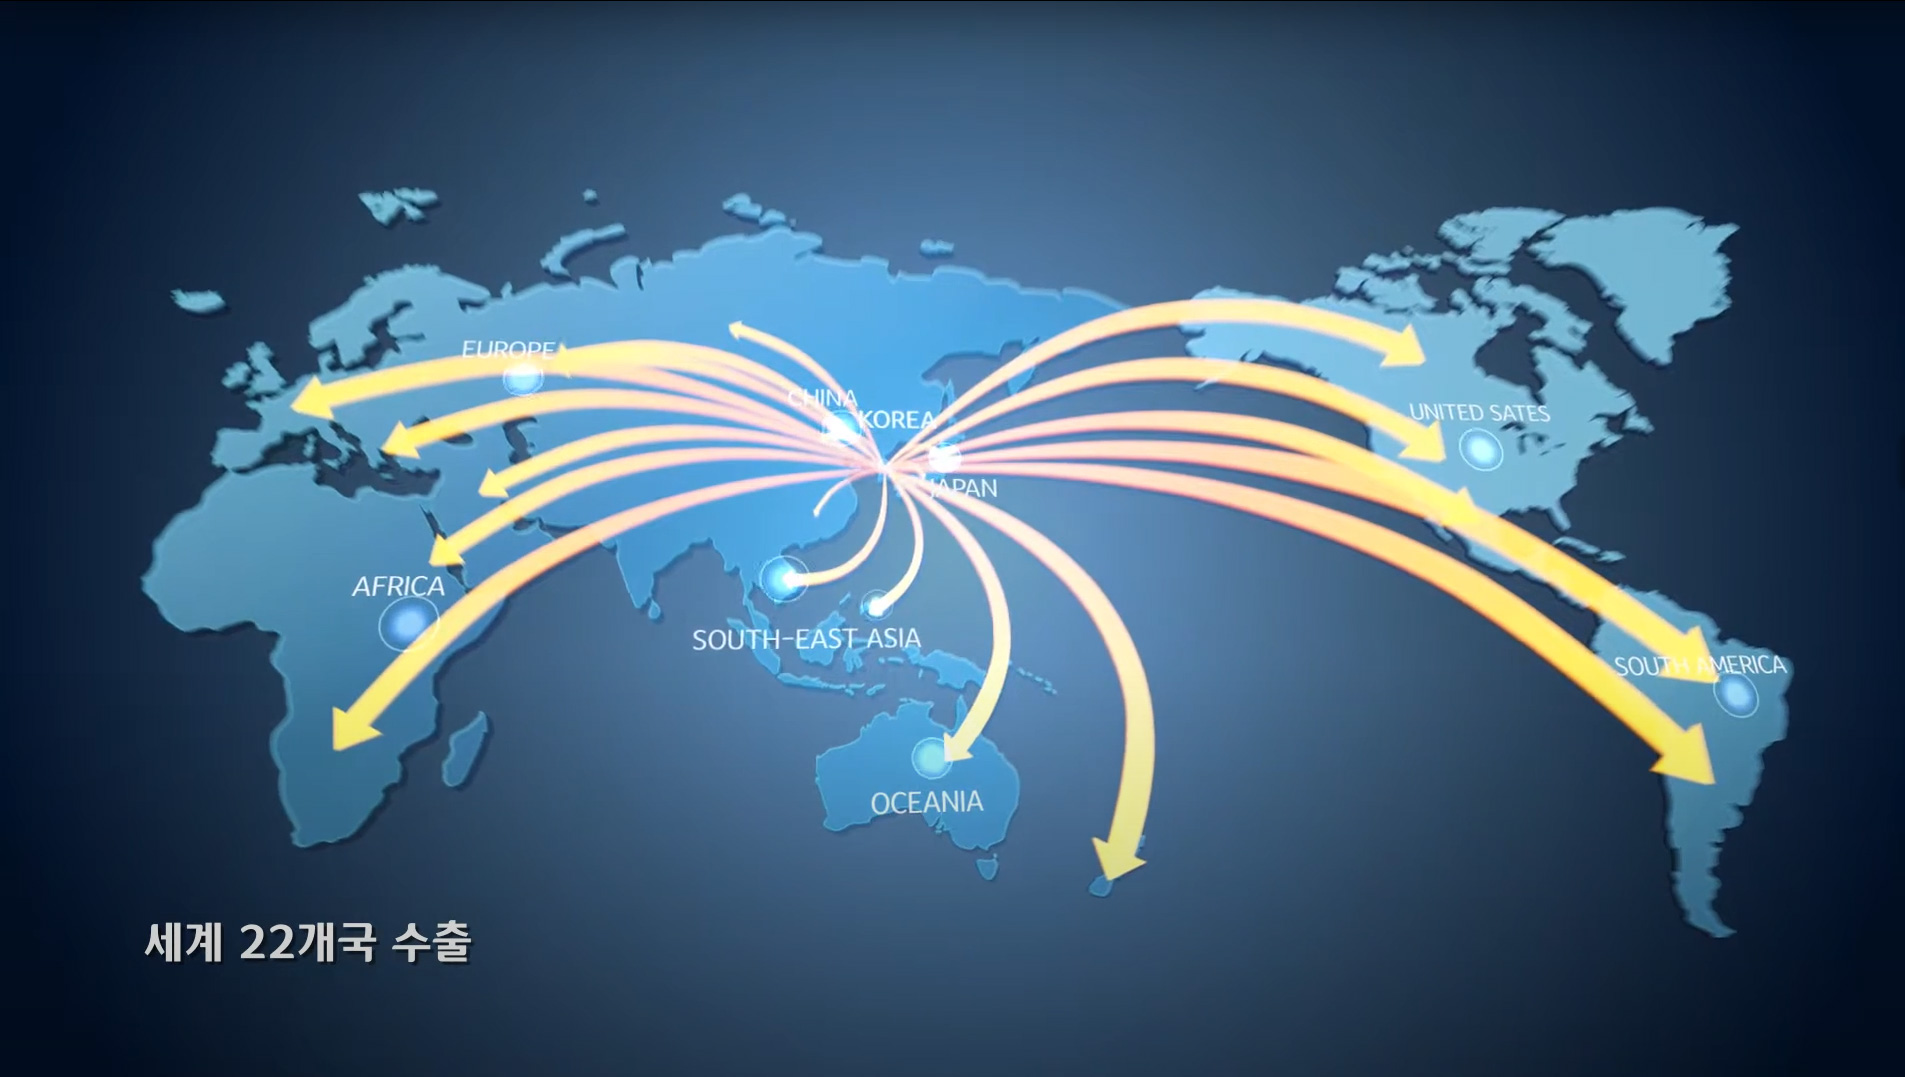 EUROPE
CHINA
KOREA
UNITED SATES
JAPAN
AFRICA
SOUTH-EAST ASIA
SOUTH AMERICA
OCEANIA
세계 22개국 수출